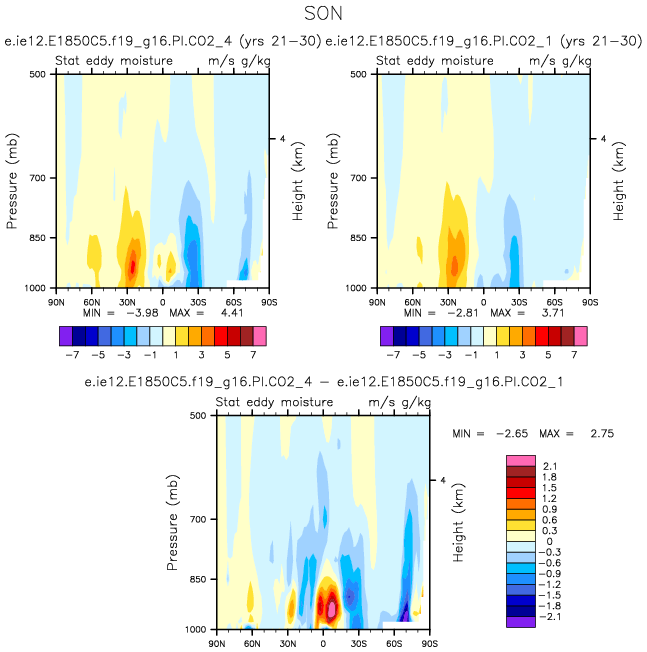 SON
e.ie12.E1850C5.f19_g16.PI.CO2_4 (yrs 21-30) e.ie12.E1850C5.f19_g16.PI.CO2_1 (yrs 21-30)
Stat eddy moisture m/s g/kg Stat eddy moisture m/s g/kg
500 500
4 4
700 700
850 850
1000 1000
Pressure (mb) Height (km) Pressure (mb) Height (km)
90N 60N 30N 0 30S 60S 90S 90N 60N 30N 0 30S 60S 90S
MIN = -3.98 MAX = 4.41 MIN = -2.81 MAX = 3.71
-7 -5 -3 -1 1 3 5 7 -7 -5 -3 -1 1 3 5 7
e.ie12.E1850C5.f19_g16.PI.CO2_4 - e.ie12.E1850C5.f19_g16.PI.CO2_1
Stat eddy moisture m/s g/kg
500
4
700
850
1000
Pressure (mb) Height (km)
90N 60N 30N 0 30S 60S 90S
MIN = -2.65 MAX = 2.75
2.1
1.8
1.5
1.2
0.9
0.6
0.3
0
-0.3
-0.6
-0.9
-1.2
-1.5
-1.8
-2.1